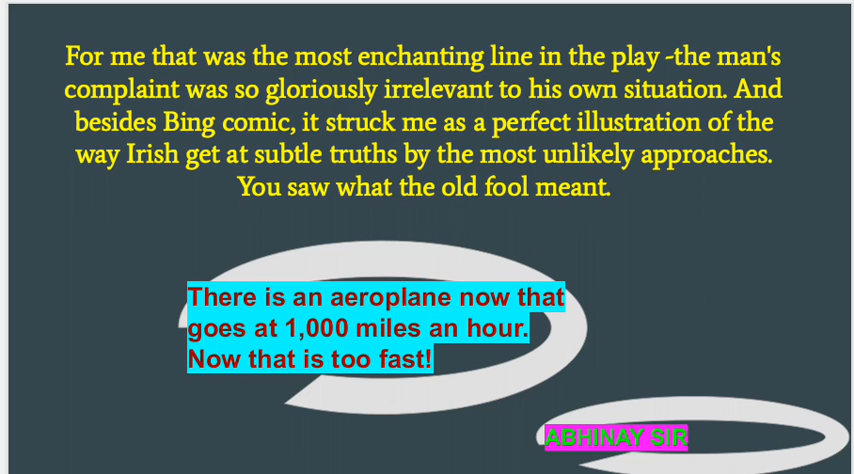 For me that was the most enchanting line in the play -the man's
complaint was so gloriously irrelevant to his own situation. And
besides Bing comic, it struck me as a perfect illustration of the
way Irish get at subtle truths by the most unlikely approaches.
You saw what the old fool meant.
There is an aeroplane now that
goes at 1,000 miles an hour.
Now that is too fast!
ABHINAY SIR